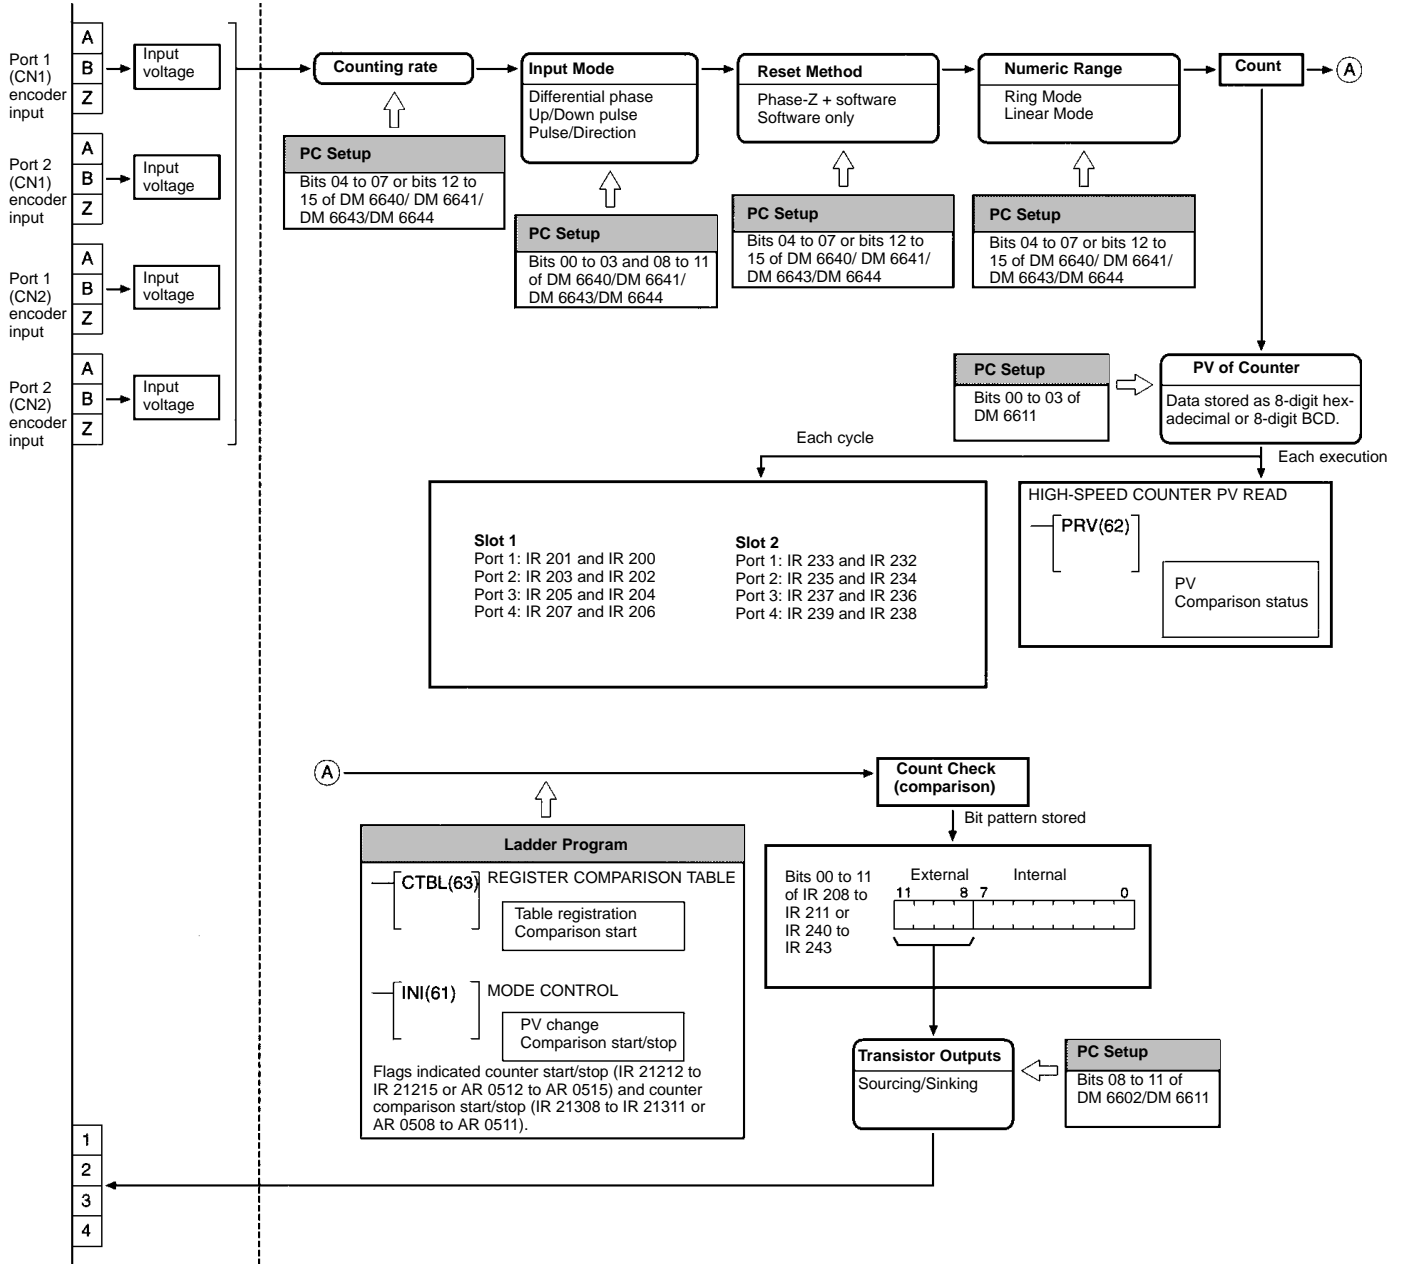 Port 1
(CN1)
encoder
input
A
B
Z
Input
voltage
Port 2
(CN1)
encoder
input
A
B
Z
Input
voltage
Port 1
(CN2)
encoder
input
A
B
Z
Input
voltage
Port 2
(CN2)
encoder
input
A
B
Z
Input
voltage
Counting rate
PC Setup
Bits 04 to 07 or bits 12 to
15 of DM 6640/ DM 6641/
DM 6643/DM 6644
Input Mode
Differential phase
Up/Down pulse
Pulse/Direction
PC Setup
Bits 00 to 03 and 08 to 11
of DM 6640/DM 6641/
DM 6643/DM 6644
Reset Method
Phase-Z + software
Software only
PC Setup
Bits 04 to 07 or bits 12 to
15 of DM 6640/ DM 6641/
DM 6643/DM 6644
Numeric Range
Ring Mode
Linear Mode
PC Setup
Bits 04 to 07 or bits 12 to
15 of DM 6640/ DM 6641/
DM 6643/DM 6644
Count
A
PC Setup
Bits 00 to 03 of
DM 6611
PV of Counter
Data stored as 8-digit hex-
adecimal or 8-digit BCD.
Each cycle
Each execution
Slot 1
Port 1: IR 201 and IR 200
Port 2: IR 203 and IR 202
Port 3: IR 205 and IR 204
Port 4: IR 207 and IR 206
Slot 2
Port 1: IR 233 and IR 232
Port 2: IR 235 and IR 234
Port 3: IR 237 and IR 236
Port 4: IR 239 and IR 238
HIGH-SPEED COUNTER PV READ
PRV(62)
PV
Comparison status
A
Count Check
(comparison)
Bit pattern stored
Ladder Program
CTBL(63)
REGISTER COMPARISON TABLE
Table registration
Comparison start
INI(61)
MODE CONTROL
PV change
Comparison start/stop
Flags indicated counter start/stop (IR 21212 to
IR 21215 or AR 0512 to AR 0515) and counter
comparison start/stop (IR 21308 to IR 21311 or
AR 0508 to AR 0511).
Bits 00 to 11
of IR 208 to
IR 211 or
IR 240 to
IR 243
External Internal
11 8 7 0
Transistor Outputs
Sourcing/Sinking
PC Setup
Bits 08 to 11 of
DM 6602/DM 6611
1
2
3
4